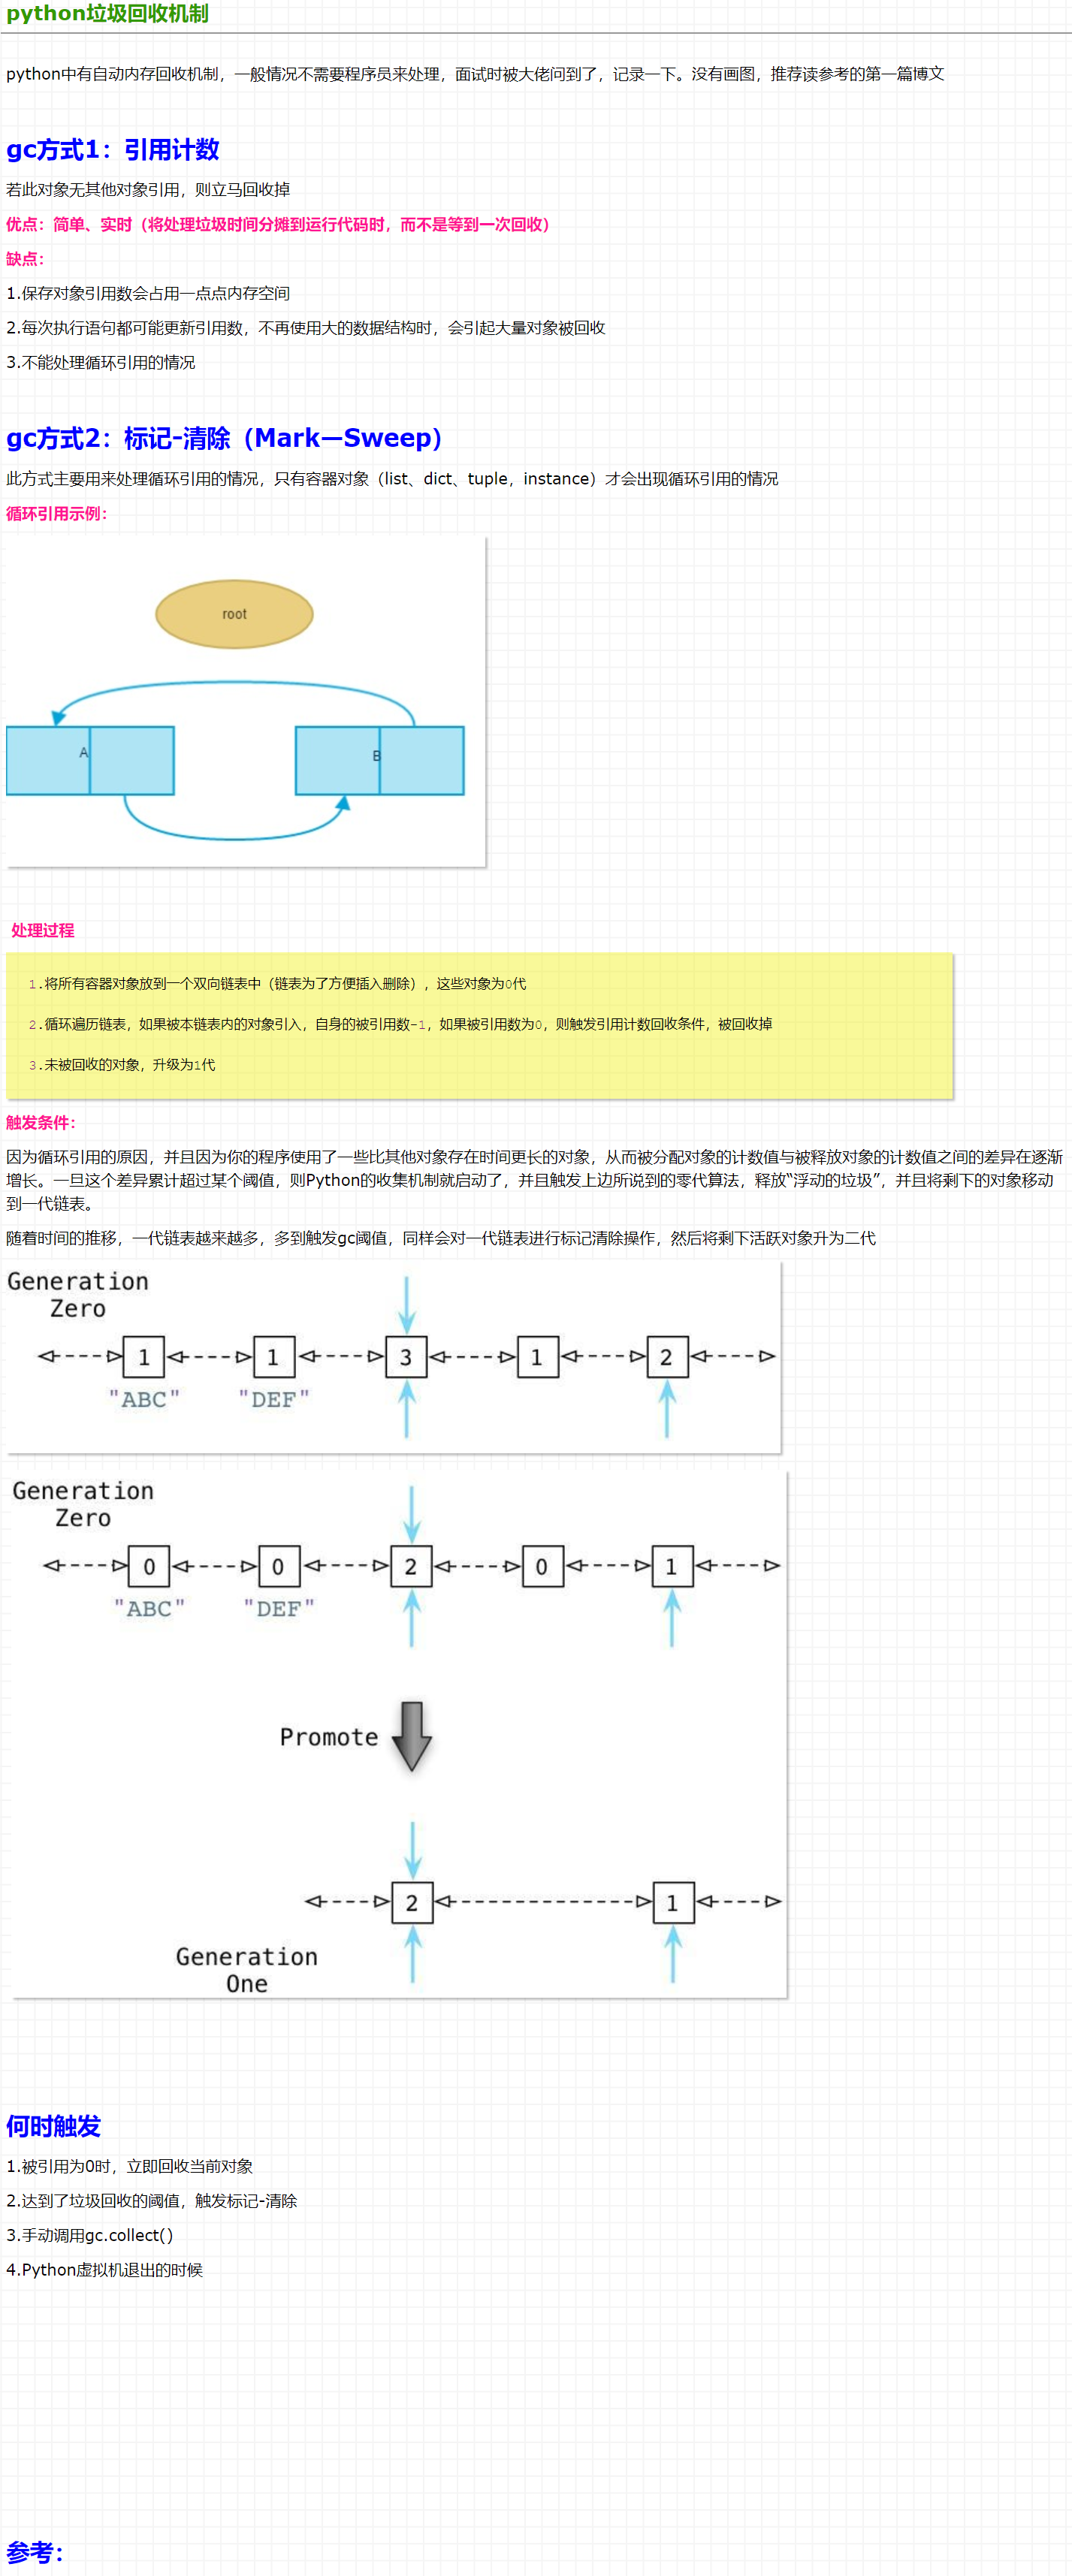 python垃圾回收机制
python中有自动内存回收机制，一般情况不需要程序员来处理，面试时被大佬问到了，记录一下。没有画图，推荐读参考的第一篇博文
gc方式1：引用计数
若此对象无其他对象引用，则立马回收掉
优点：简单、实时（将处理垃圾时间分摊到运行代码时，而不是等到一次回收）
缺点：
1.保存对象引用数会占用一点点内存空间
2.每次执行语句都可能更新引用数，不再使用大的数据结构时，会引起大量对象被回收
3.不能处理循环引用的情况
gc方式2：标记-清除（Mark—Sweep）
此方式主要用来处理循环引用的情况，只有容器对象（list、dict、tuple，instance）才会出现循环引用的情况
循环引用示例：
root
A
B
处理过程
1.将所有容器对象放到一个双向链表中（链表为了方便插入删除），这些对象为0代
2.循环遍历链表，如果被本链表内的对象引入，自身的被引用数-1，如果被引用数为0，则触发引用计数回收条件，被回收掉
3.未被回收的对象，升级为1代
触发条件：
因为循环引用的原因，并且因为你的程序使用了一些比其他对象存在时间更长的对象，从而被分配对象的计数值与被释放对象的计数值之间的差异在逐渐
增长。一旦这个差异累计超过某个阈值，则Python的收集机制就启动了，并且触发上边所说到的零代算法，释放“浮动的垃圾”，并且将剩下的对象移动
到一代链表。
随着时间的推移，一代链表越来越多，多到触发gc阈值，同样会对一代链表进行标记清除操作，然后将剩下活跃对象升为二代
Generation
Zero
1 1 3 1 2
"ABC" "DEF"
Generation
Zero
0 0 2 0 1
"ABC" "DEF"
Promote
2 1
Generation
One
何时触发
1.被引用为0时，立即回收当前对象
2.达到了垃圾回收的阈值，触发标记-清除
3.手动调用gc.collect()
4.Python虚拟机退出的时候
参考：